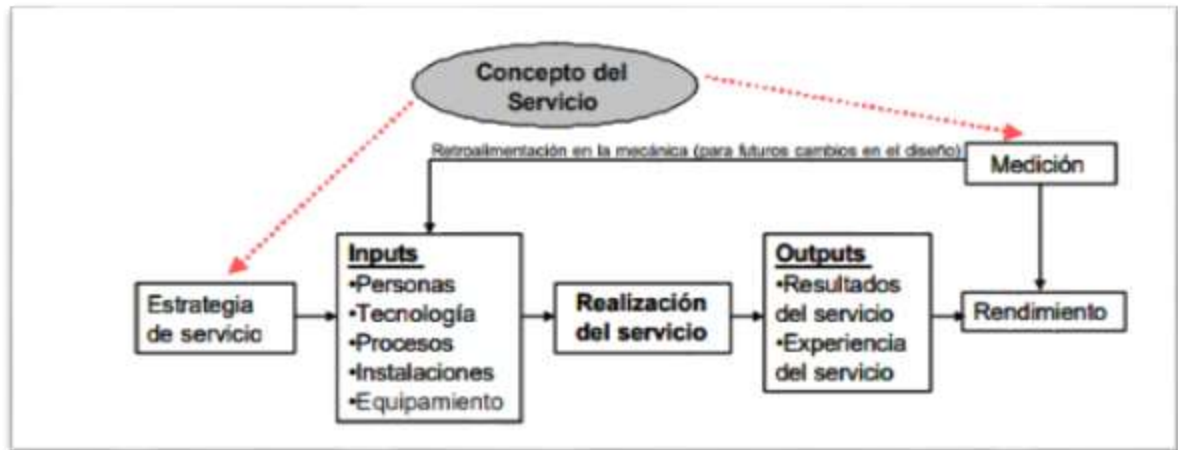 Concepto del
Servicio
Retroalimentación en la mecánica (para futuros cambios en el diseño)
Medición
Inputs
•Personas
•Tecnología
•Procesos
•Instalaciones
•Equipamiento
Outputs
•Resultados
del servicio
•Experiencia
del servicio
Estrategia
de servicio
Realización
del servicio
Rendimiento